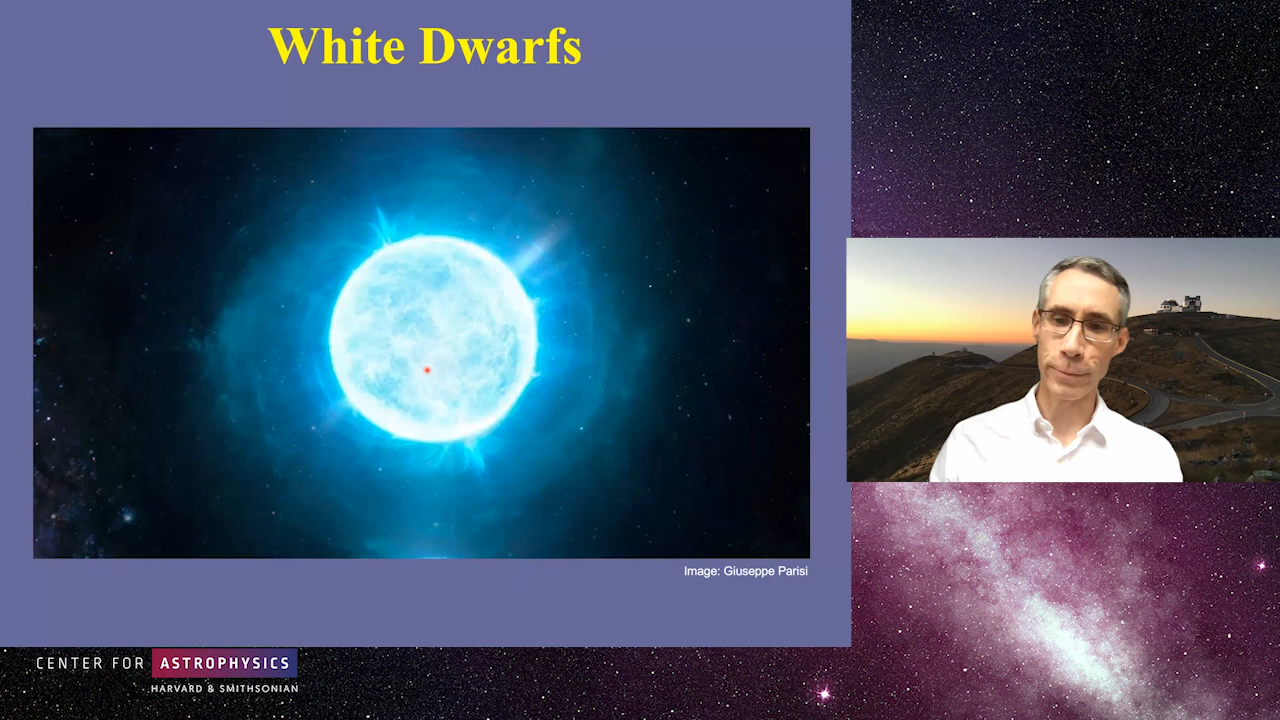 White Dwarfs
Image: Giuseppe Parisi
CENTER FOR ASTROPHYSICS
HARVARD & SMITHSONIAN